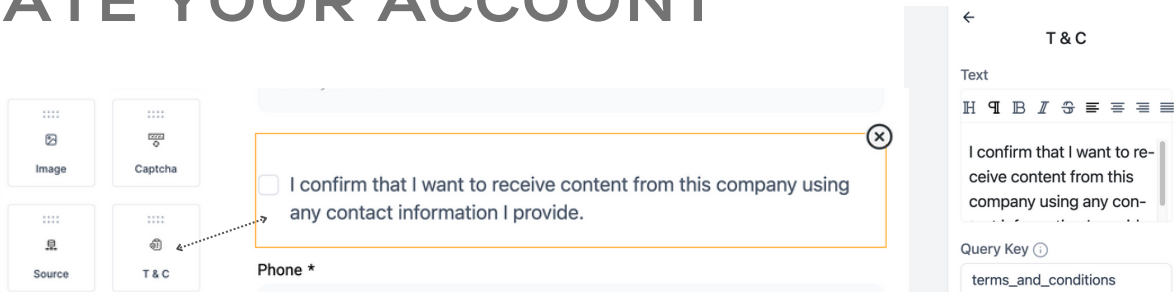 ATE YOUR ACCOUNT
Image
Captcha
Source
T & C
I confirm that I want to receive content from this company using
any contact information I provide.
Phone *
T & C
Text
H ¶ B I S
I confirm that I want to re-
ceive content from this
company using any con-
Query Key
terms_and_conditions